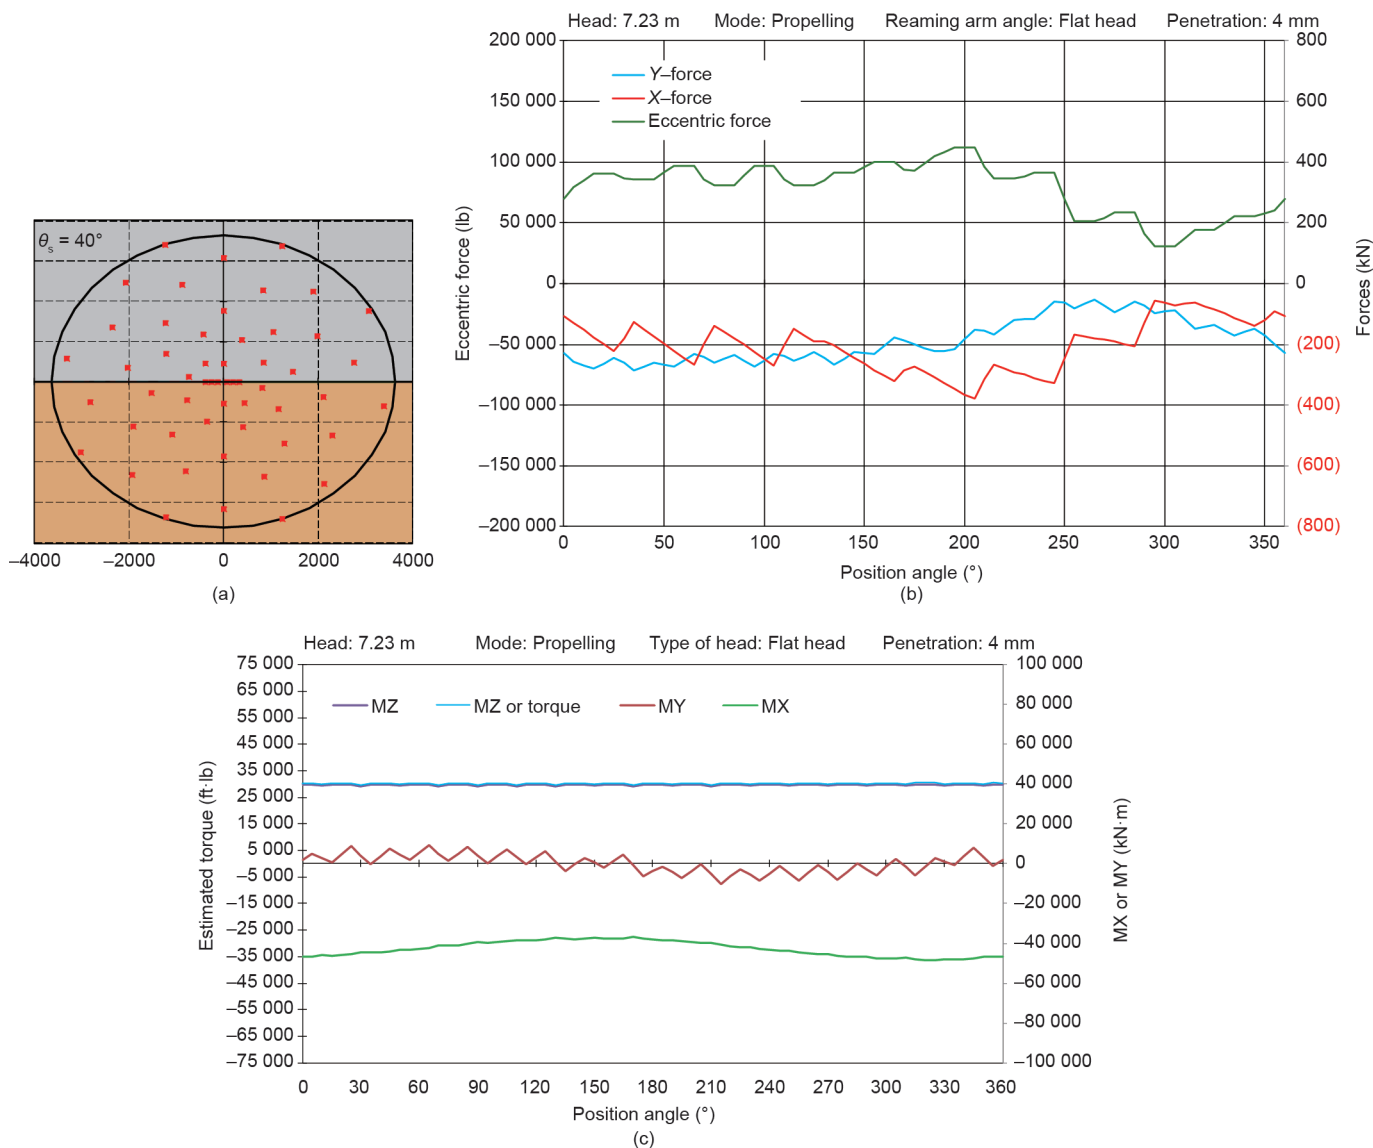 Head: 7.23 m Mode: Propelling Reaming arm angle: Flat head Penetration: 4 mm
200 000
150 000
100 000
50 000
0
–50 000
–100 000
–150 000
–200 000
Eccentric force (lb)
Y–force
X–force
Eccentric force
800
600
400
200
0
(200)
(400)
(600)
(800)
Forces (kN)
0 50 100 150 200 250 300 350
Position angle (°)
(b)
θs = 40°
–4000 –2000 0 2000 4000
(a)
Head: 7.23 m Mode: Propelling Type of head: Flat head Penetration: 4 mm
75 000
65 000
55 000
45 000
35 000
25 000
15 000
5 000
–5 000
–15 000
–25 000
–35 000
–45 000
–55 000
–65 000
–75 000
Estimated torque (ft·lb)
MZ MZ or torque MY MX
100 000
80 000
60 000
40 000
20 000
0
–20 000
–40 000
–60 000
–80 000
–100 000
MX or MY (kN·m)
0 30 60 90 120 150 180 210 240 270 300 330 360
Position angle (°)
(c)